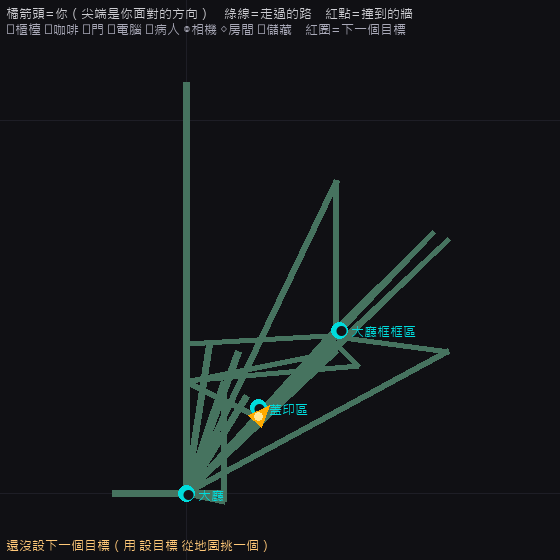 橘箭頭=你（尖端是你面對的方向） 綠線=走過的路 紅點=撞到的牆
櫃檯 咖啡 門 電腦 病人 相機 ◇房間 儲藏 紅圈=下一個目標
大廳框框區
蓋印區
大廳
還沒設下一個目標（用 設目標 從地圖挑一個）